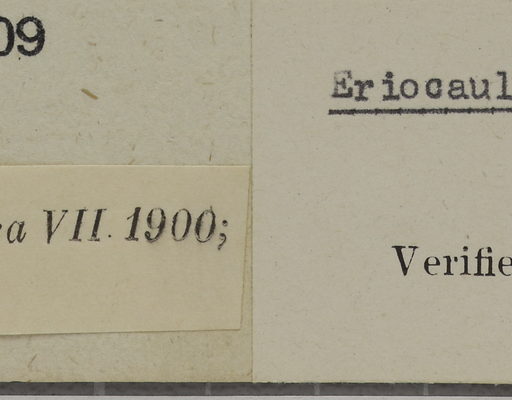 09
a VII. 1900;
Eriocaul
Verifie